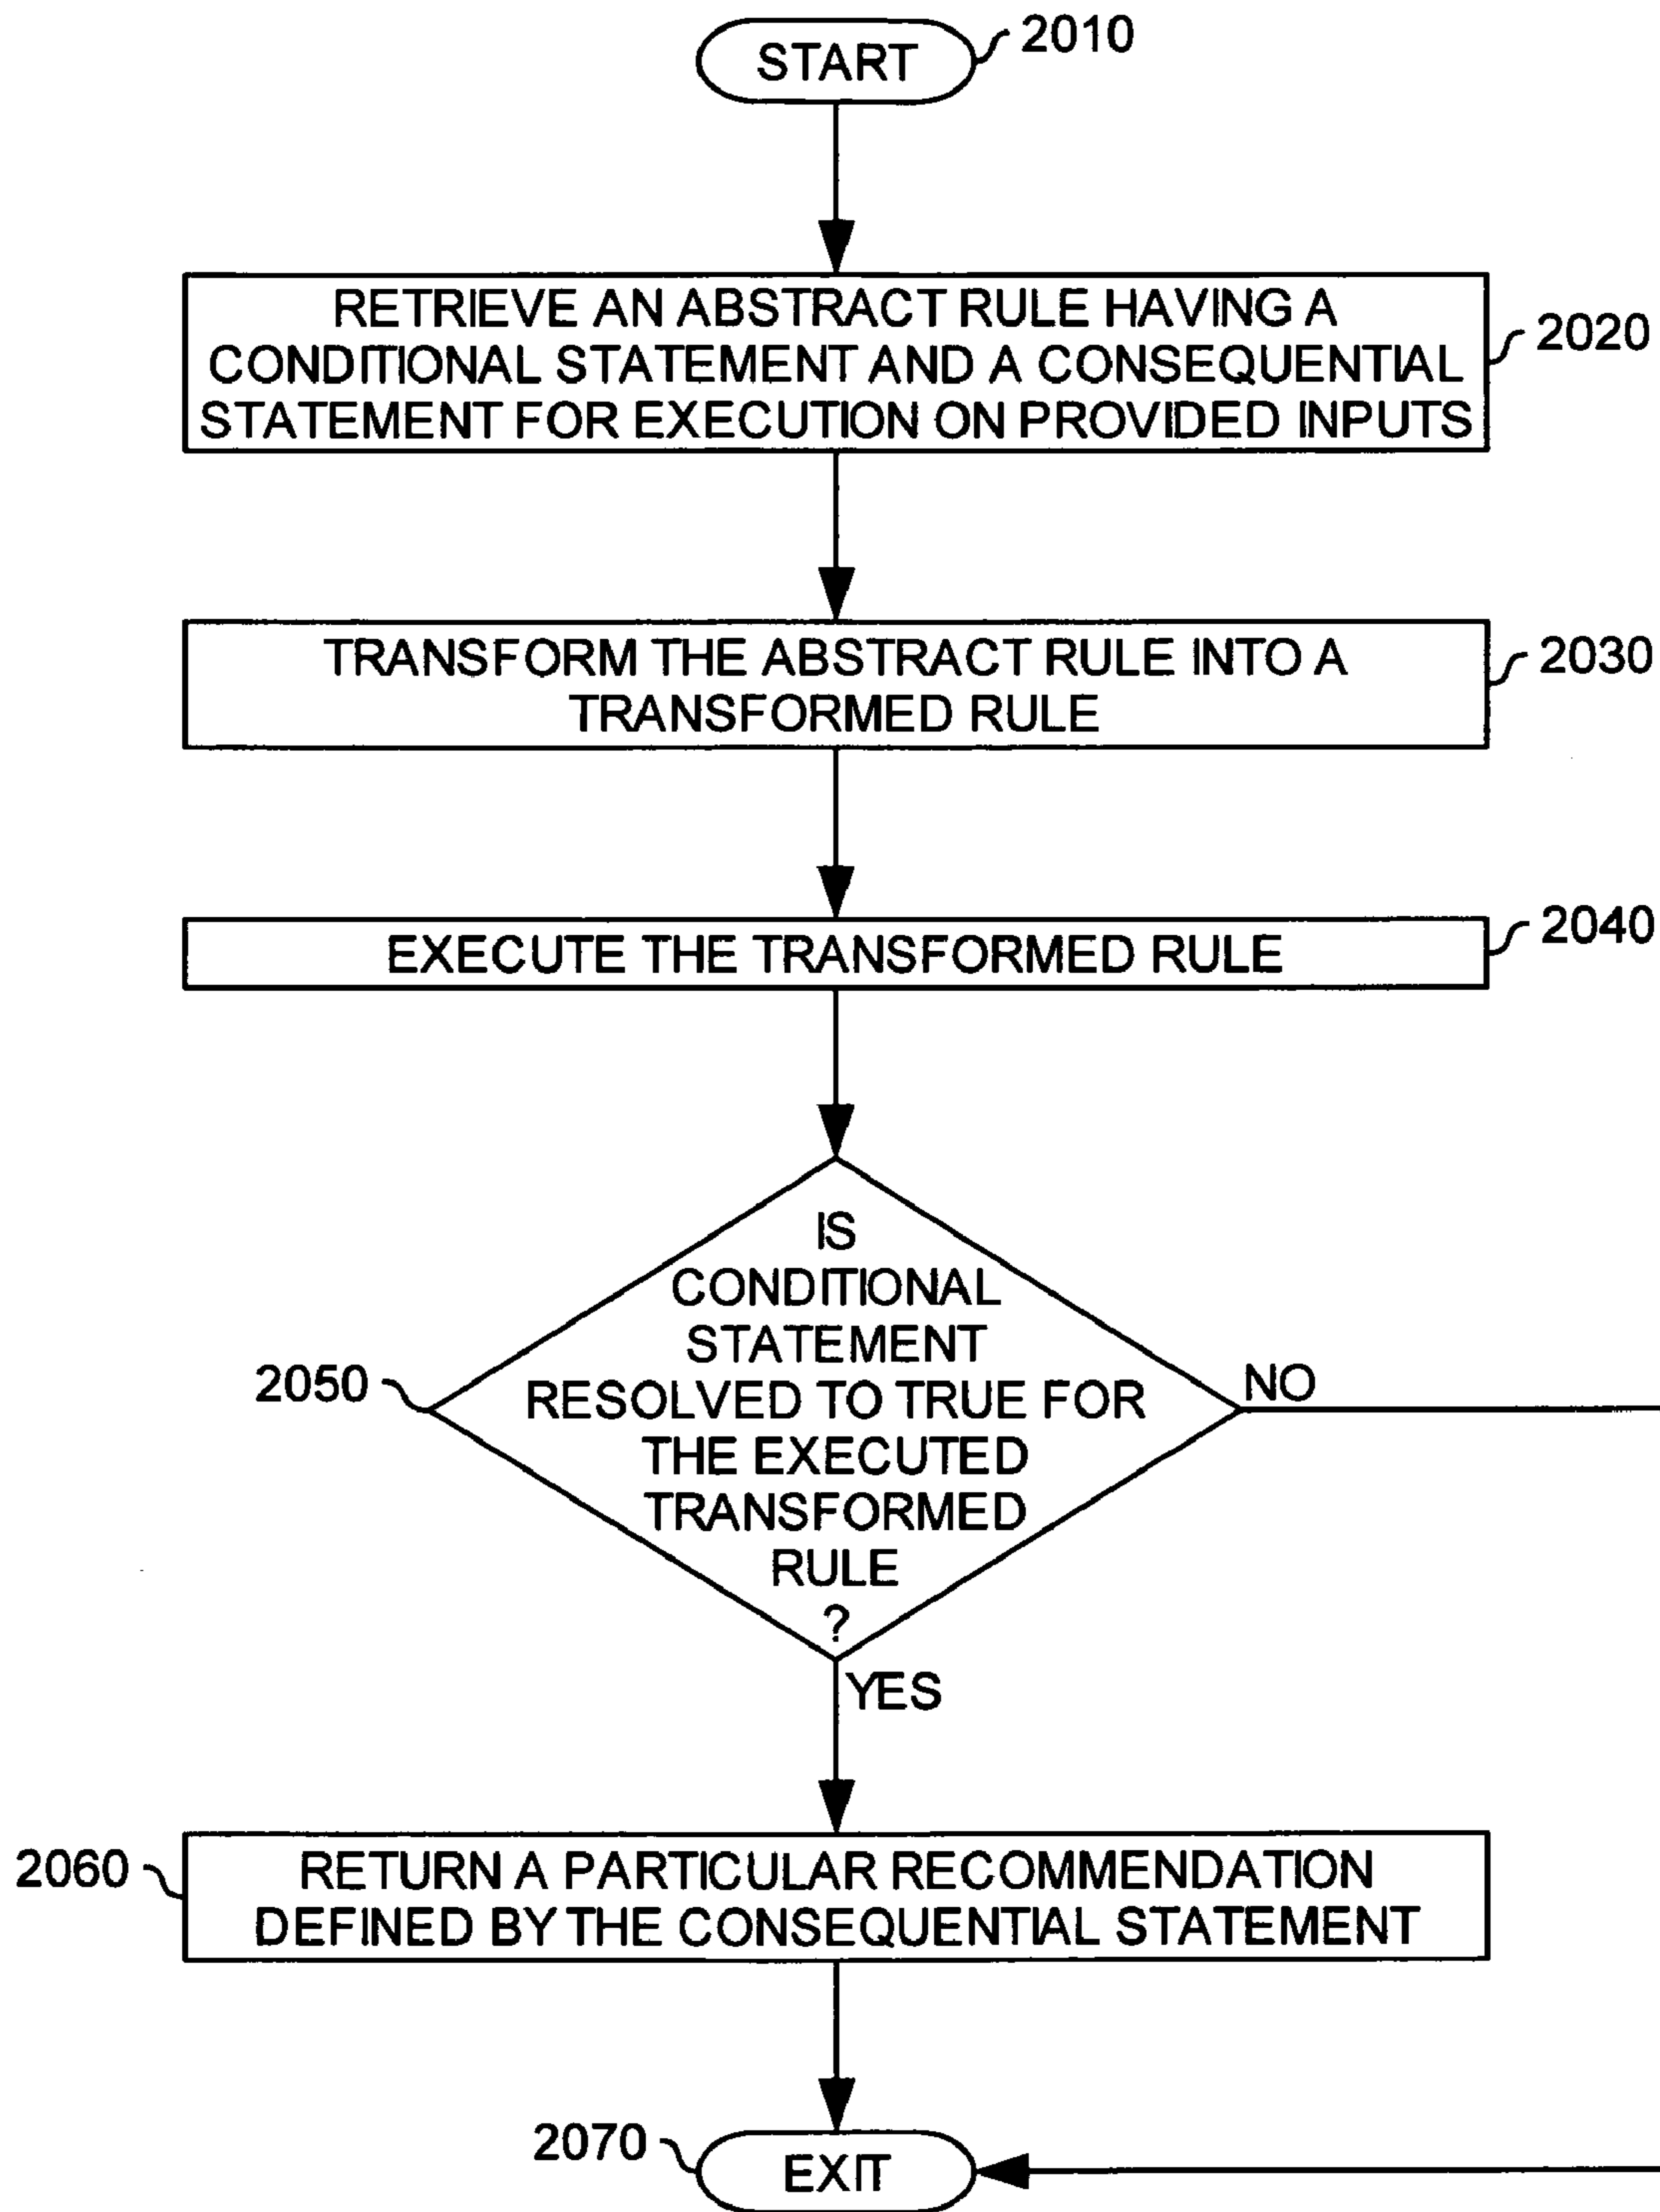 START
2010
RETRIEVE AN ABSTRACT RULE HAVING A
CONDITIONAL STATEMENT AND A CONSEQUENTIAL
STATEMENT FOR EXECUTION ON PROVIDED INPUTS
2020
TRANSFORM THE ABSTRACT RULE INTO A
TRANSFORMED RULE
2030
EXECUTE THE TRANSFORMED RULE
2040
IS
CONDITIONAL
STATEMENT
RESOLVED TO TRUE FOR
THE EXECUTED
TRANSFORMED
RULE
?
2050
NO
YES
2060
RETURN A PARTICULAR RECOMMENDATION
DEFINED BY THE CONSEQUENTIAL STATEMENT
2070
EXIT